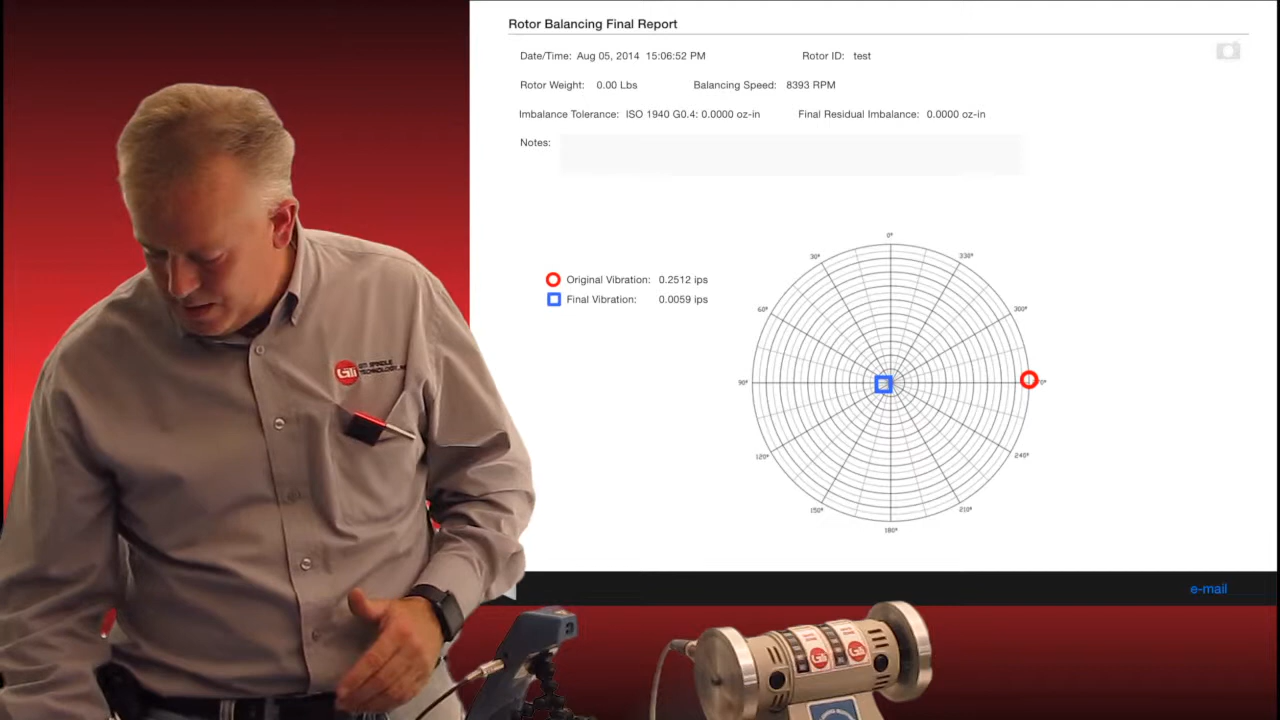 Rotor Balancing Final Report
Date/Time: Aug 05, 2014 15:06:52 PM Rotor ID: test
Rotor Weight: 0.00 Lbs Balancing Speed: 8393 RPM
Imbalance Tolerance: ISO 1940 G0.4: 0.0000 oz-in Final Residual Imbalance: 0.0000 oz-in
Notes:
0°
30° 330°
Original Vibration: 0.2512 ips
Final Vibration: 0.0059 ips
60° 300°
90°
120° 240°
150° 210°
180°
GTI SPINDLE
TECHNOLOGY,
e-mail